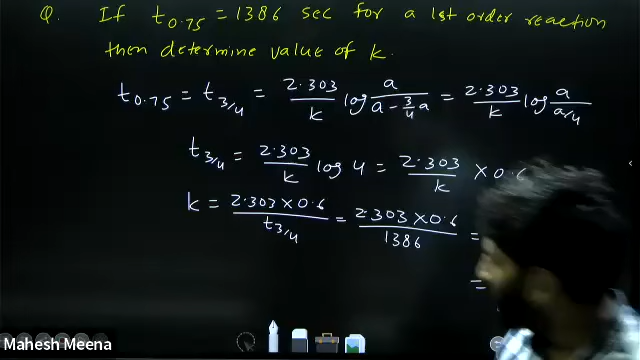 Q. If t0.75 = 1386 sec for a 1st order reaction
then determine value of k.
t0.75 = t3/4 = 2.303/k log a/(a - 3/4 a) = 2.303/k log a/(a/4)
t3/4 = 2.303/k log 4 = 2.303/k × 0.6
k = 2.303 × 0.6/t3/4 = 2.303 × 0.6/1386 =
=
Mahesh Meena